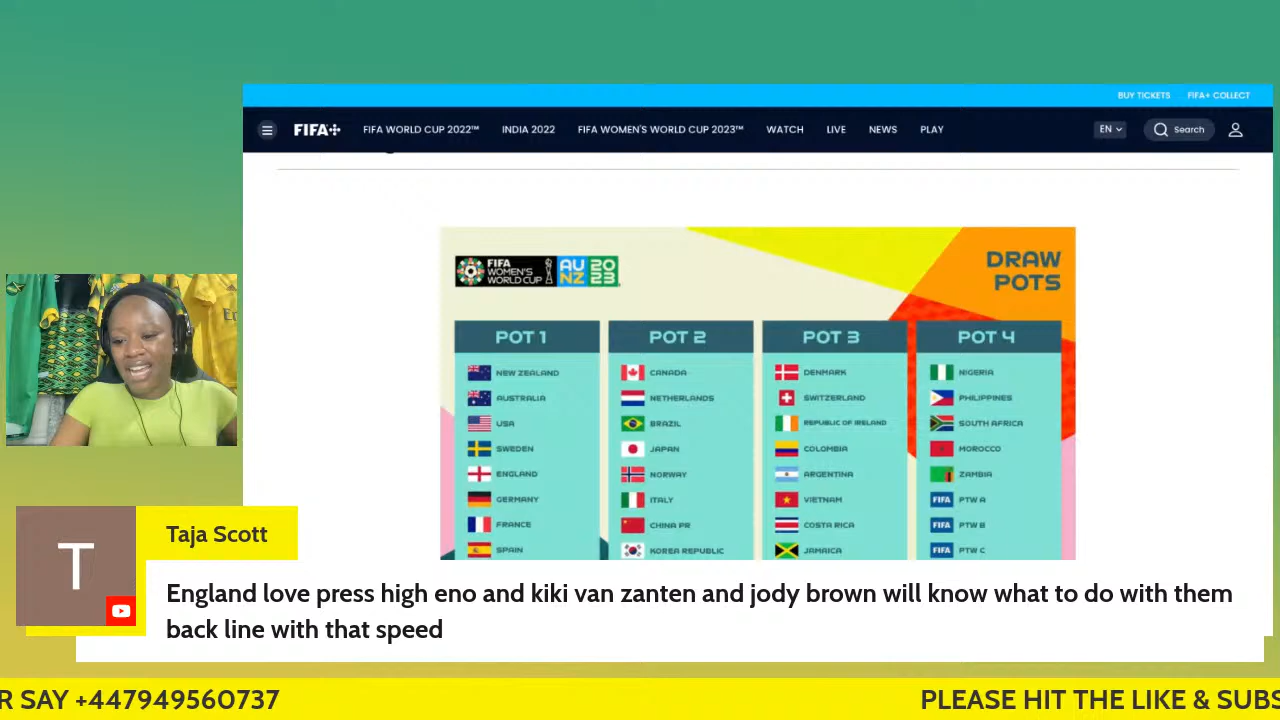 BUY TICKETS FIFA+ COLLECT
FIFA+ FIFA WORLD CUP 2022™ INDIA 2022 FIFA WOMEN'S WORLD CUP 2023™ WATCH LIVE NEWS PLAY EN Search
FIFA WOMEN'S WORLD CUP AU NZ 2023
DRAW POTS
POT 1 POT 2 POT 3 POT 4
NEW ZEALAND CANADA DENMARK NIGERIA
AUSTRALIA NETHERLANDS SWITZERLAND PHILIPPINES
USA BRAZIL REPUBLIC OF IRELAND SOUTH AFRICA
SWEDEN JAPAN COLOMBIA MOROCCO
ENGLAND NORWAY ARGENTINA ZAMBIA
GERMANY ITALY VIETNAM FIFA PTW A
FRANCE CHINA PR COSTA RICA FIFA PTW B
SPAIN KOREA REPUBLIC JAMAICA FIFA PTW C
T
Taja Scott
England love press high eno and kiki van zanten and jody brown will know what to do with them
back line with that speed
R SAY +447949560737 PLEASE HIT THE LIKE & SUBS